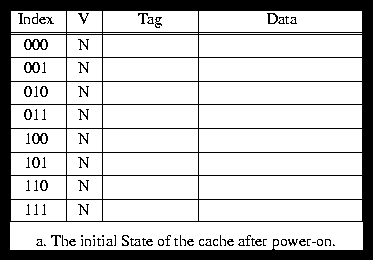 Index V Tag Data
000 N
001 N
010 N
011 N
100 N
101 N
110 N
111 N
a. The initial State of the cache after power-on.